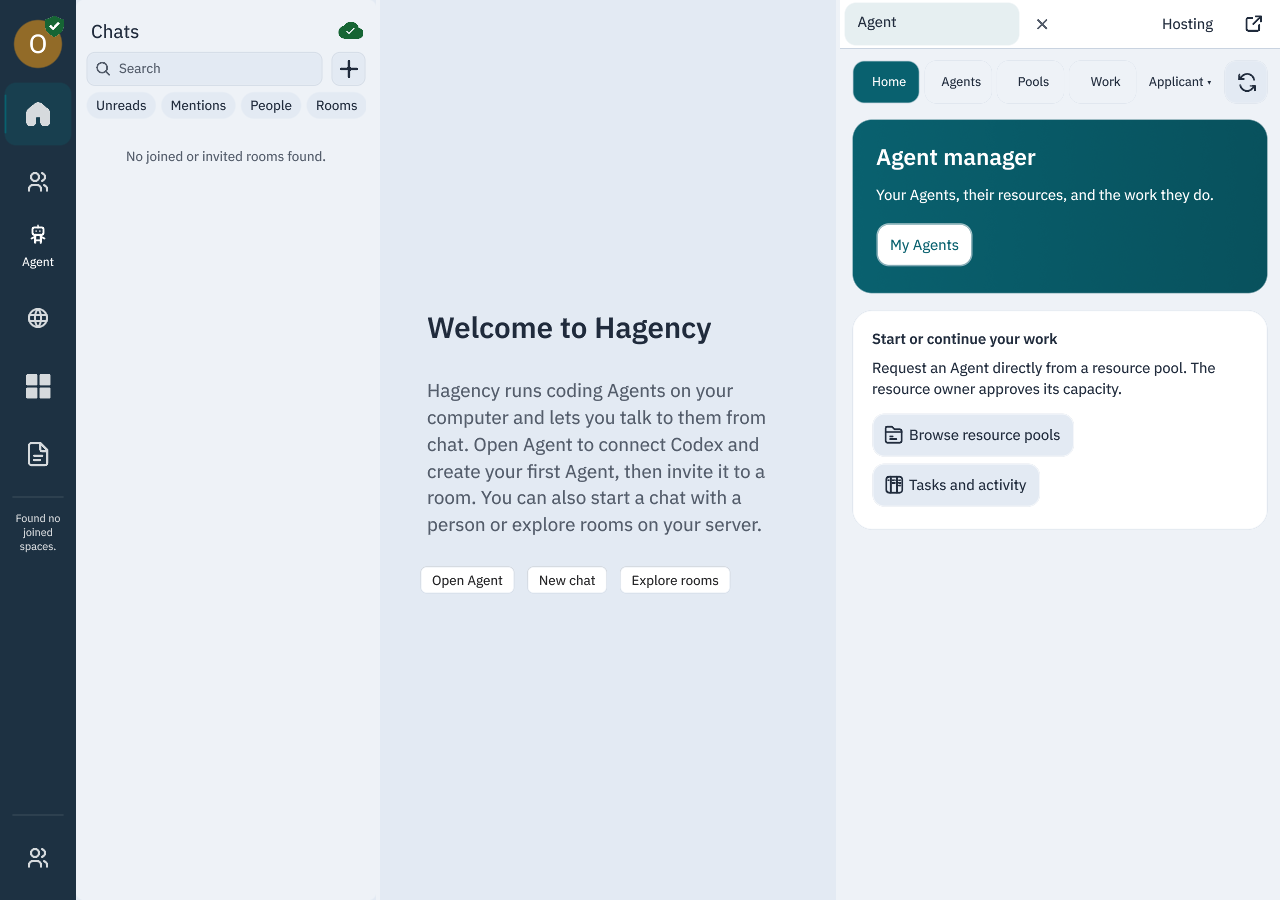 O
Agent
Found no
joined
spaces.
Chats
Search
Unreads
Mentions
People
Rooms
No joined or invited rooms found.
Welcome to Hagency
Hagency runs coding Agents on your
computer and lets you talk to them from
chat. Open Agent to connect Codex and
create your first Agent, then invite it to a
room. You can also start a chat with a
person or explore rooms on your server.
Open Agent
New chat
Explore rooms
Agent
Hosting
Home
Agents
Pools
Work
Applicant
Agent manager
Your Agents, their resources, and the work they do.
My Agents
Start or continue your work
Request an Agent directly from a resource pool. The
resource owner approves its capacity.
Browse resource pools
Tasks and activity